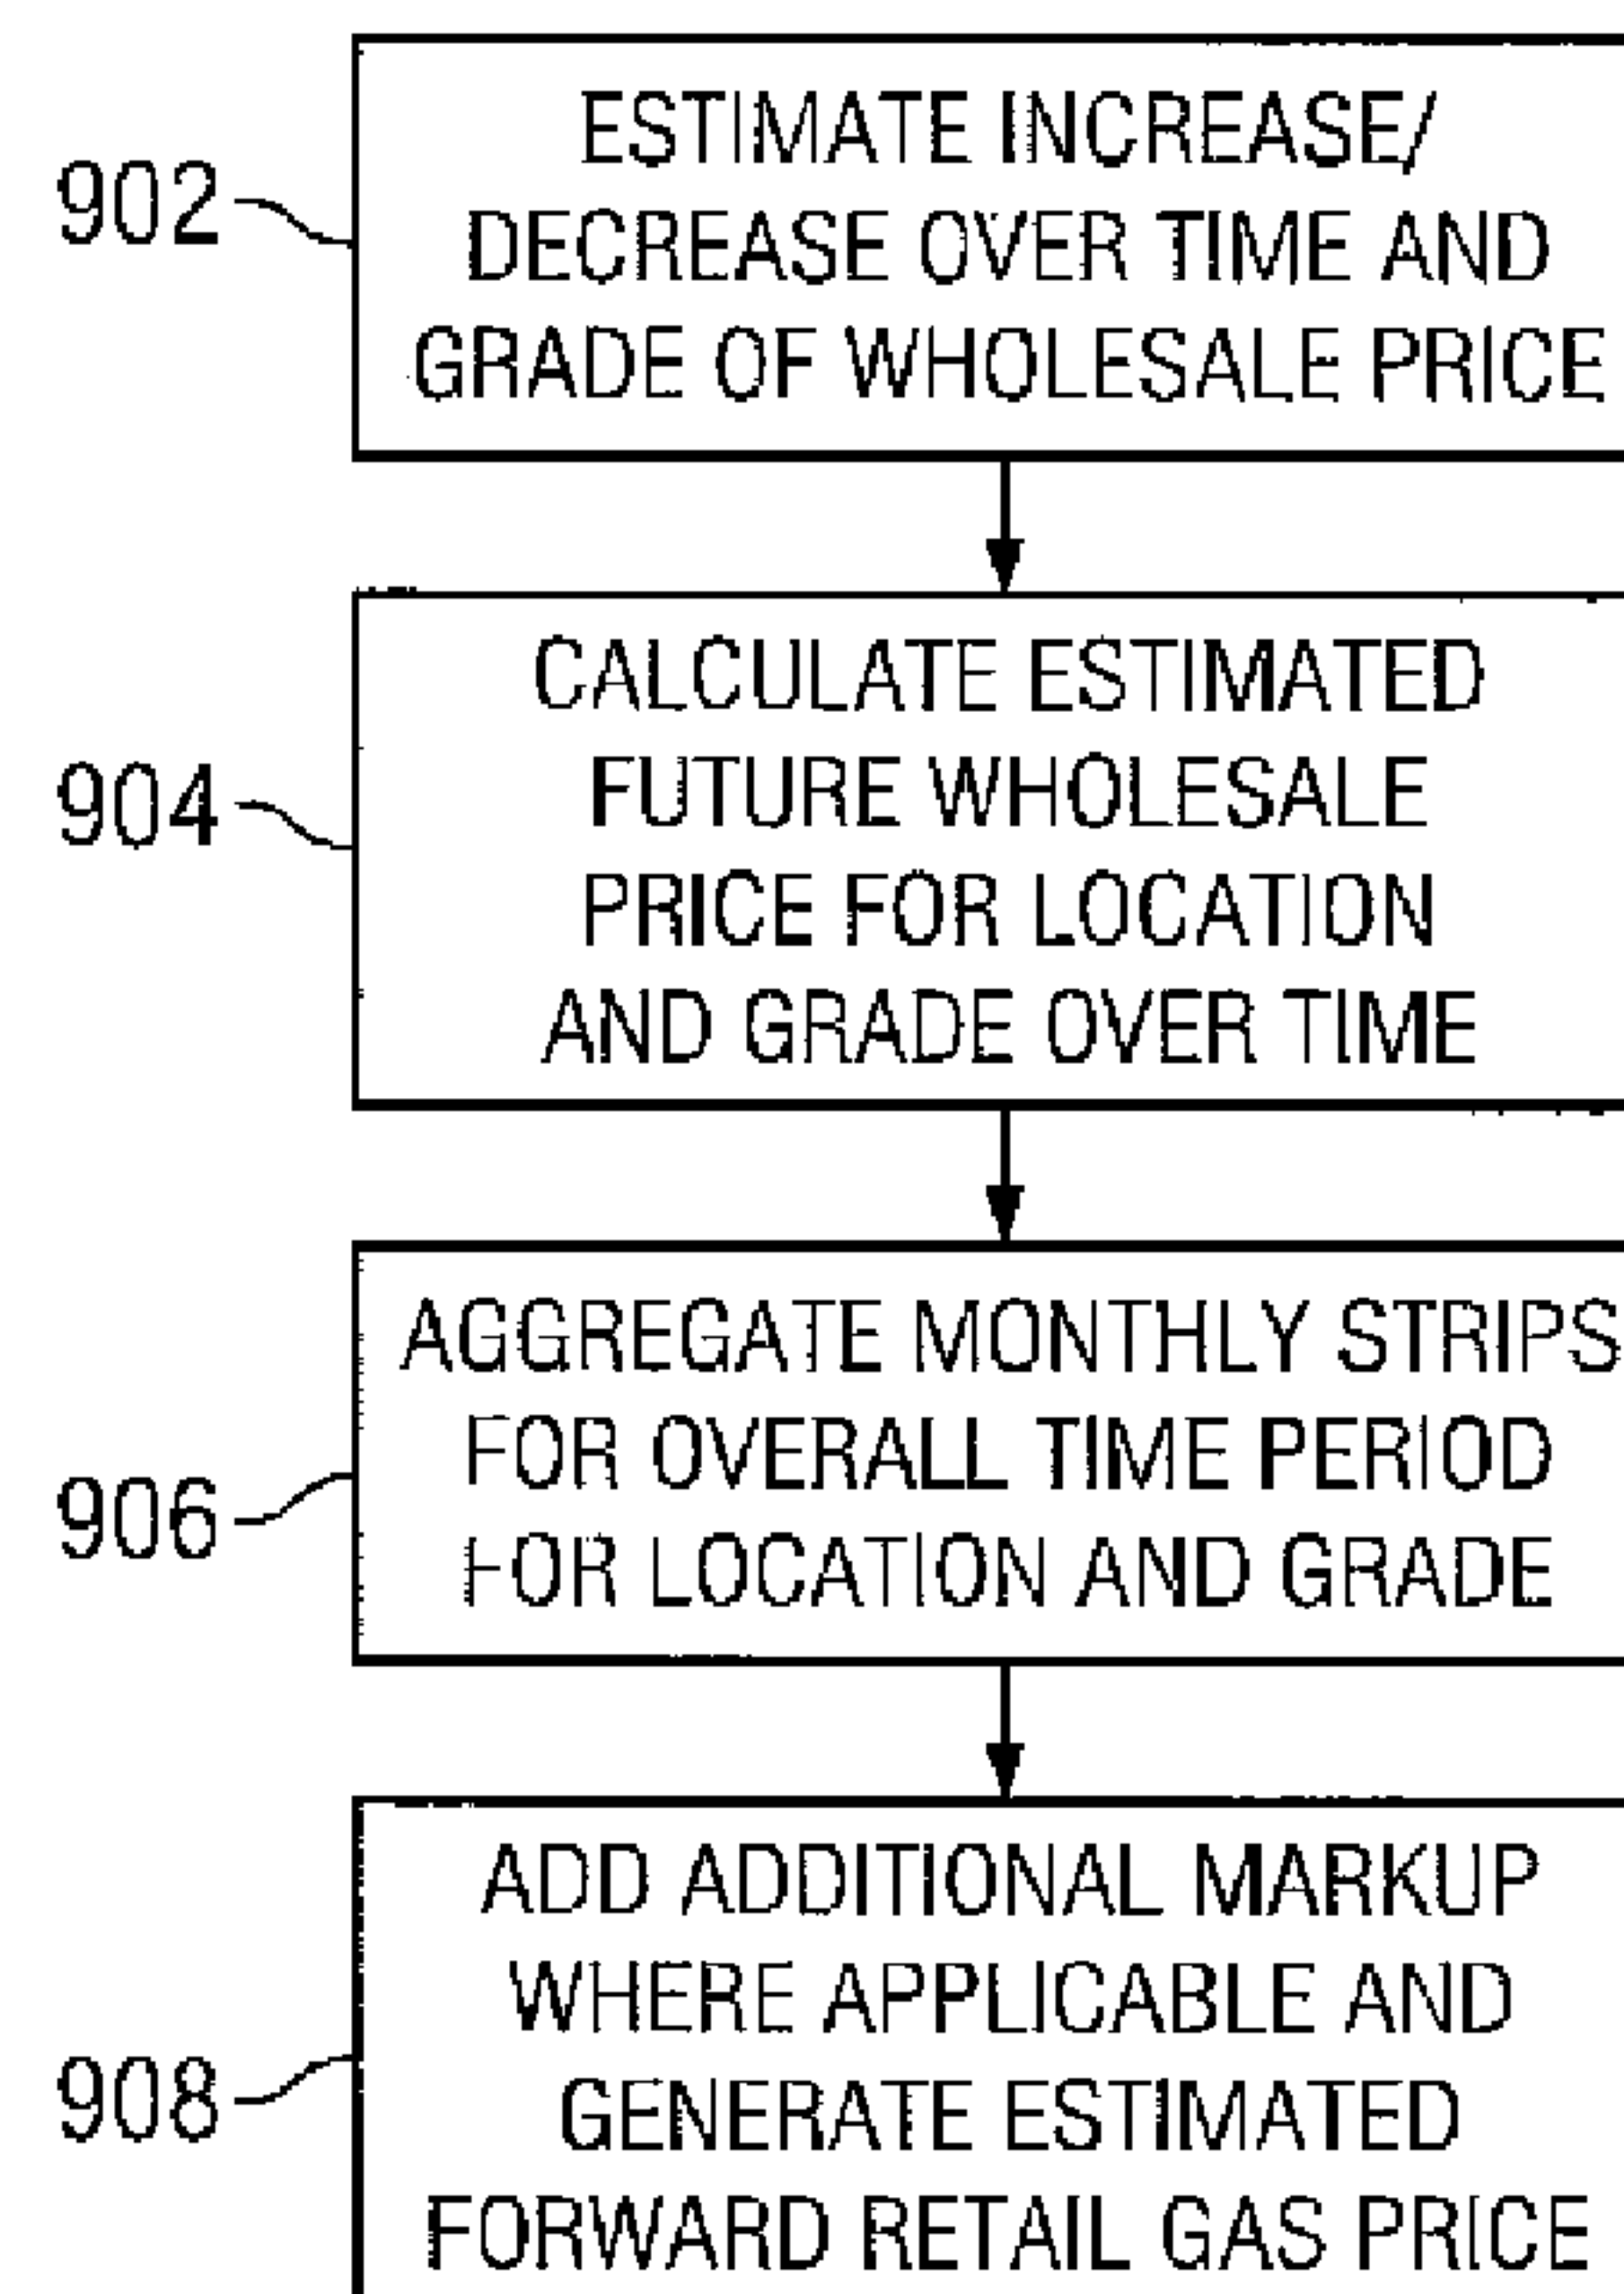 902
ESTIMATE INCREASE/
DECREASE OVER TIME AND
GRADE OF WHOLESALE PRICE
904
CALCULATE ESTIMATED
FUTURE WHOLESALE
PRICE FOR LOCATION
AND GRADE OVER TIME
906
AGGREGATE MONTHLY STRIPS
FOR OVERALL TIME PERIOD
FOR LOCATION AND GRADE
908
ADD ADDITIONAL MARKUP
WHERE APPLICABLE AND
GENERATE ESTIMATED
FORWARD RETAIL GAS PRICE